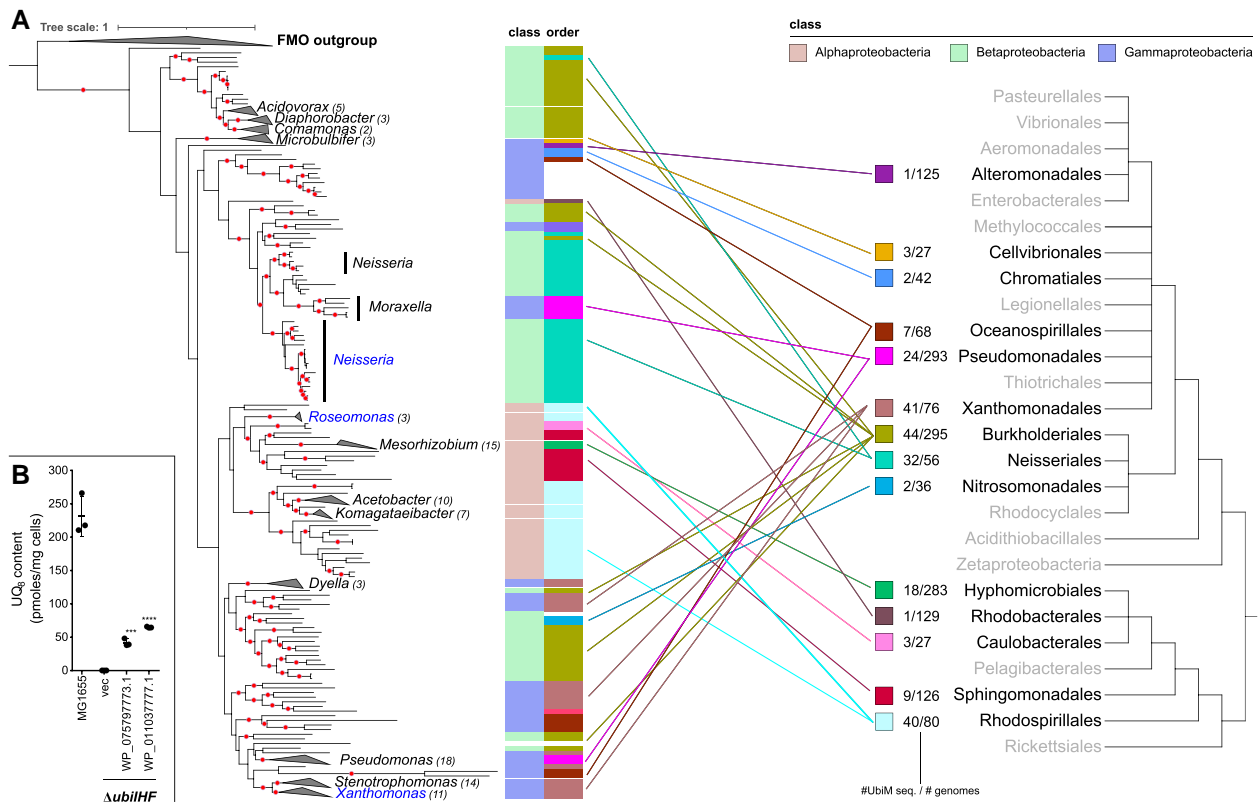 A
Tree scale: 1
FMO outgroup
class order
class
Alphaproteobacteria
Betaproteobacteria
Gammaproteobacteria
Acidovorax (5)
Diaphorobacter (3)
Comamonas (2)
Microbulbifer (3)
Neisseria
Moraxella
Neisseria
Roseomonas (3)
Mesorhizobium (15)
Acetobacter (10)
Komagataeibacter (7)
Dyella (3)
Pseudomonas (18)
Stenotrophomonas (14)
Xanthomonas (11)
Pasteurellales
Vibrionales
Aeromonadales
1/125 Alteromonadales
Enterobacterales
Methylococcales
3/27 Cellvibrionales
2/42 Chromatiales
Legionellales
7/68 Oceanospirillales
24/293 Pseudomonadales
Thiotrichales
41/76 Xanthomonadales
44/295 Burkholderiales
32/56 Neisseriales
2/36 Nitrosomonadales
Rhodocyclales
Acidithiobacillales
Zetaproteobacteria
18/283 Hyphomicrobiales
1/129 Rhodobacterales
3/27 Caulobacterales
Pelagibacterales
9/126 Sphingomonadales
40/80 Rhodospirillales
Rickettsiales
#UbiM seq. / # genomes
B
UQ8 content
(pmoles/mg cells)
300
250
200
150
100
50
0
***
****
MG1655
vec
WP_075797773.1
WP_011037777.1
ΔubiIHF